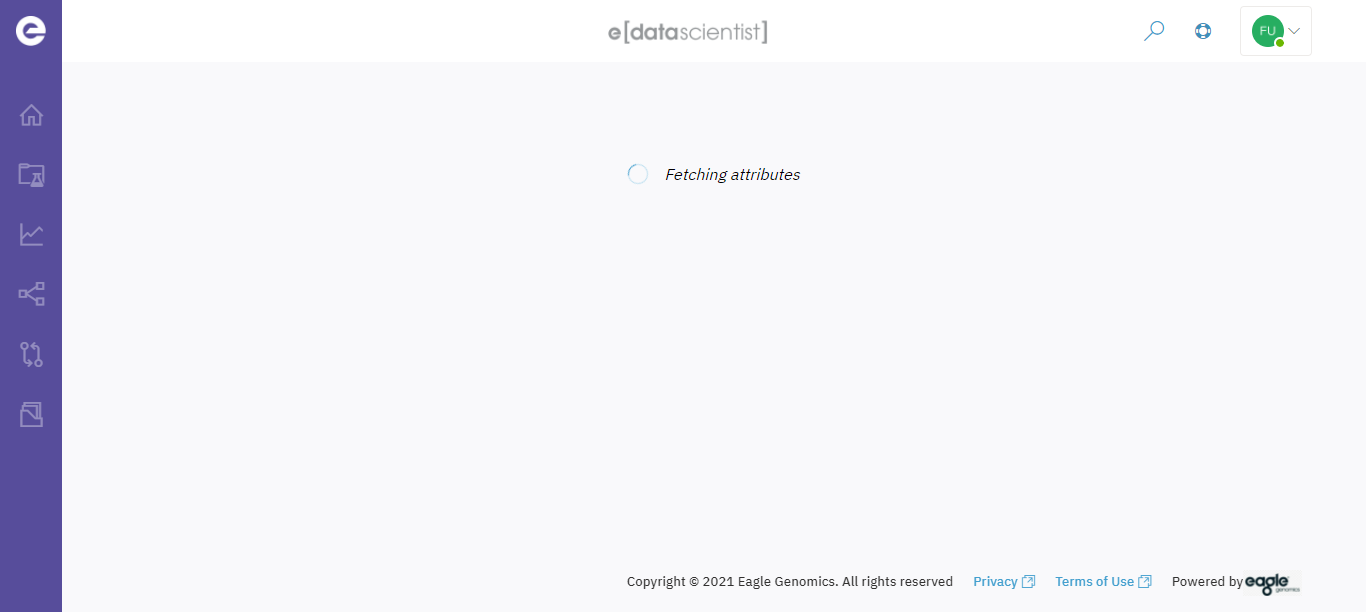 e[datascientist]
FU
Fetching attributes
Copyright © 2021 Eagle Genomics. All rights reserved Privacy Terms of Use Powered by eagle genomics